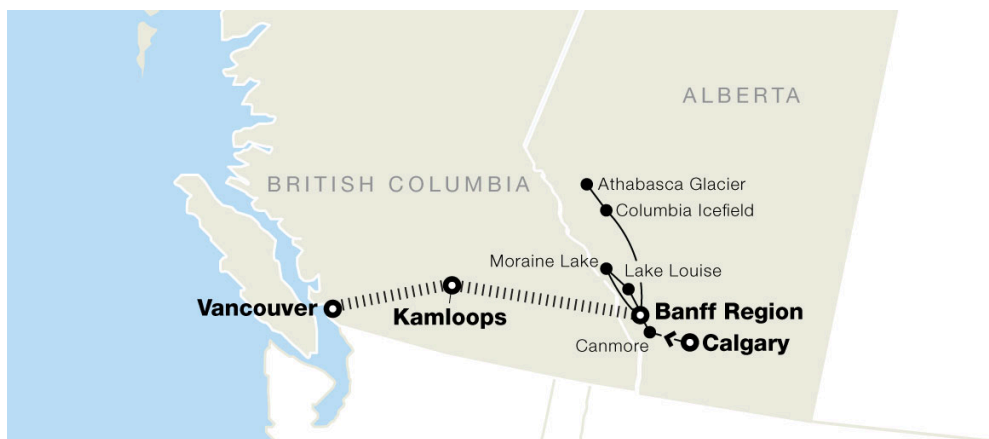 ALBERTA
BRITISH COLUMBIA
Athabasca Glacier
Columbia Icefield
Moraine Lake
Lake Louise
Vancouver
Kamloops
Banff Region
Canmore
Calgary